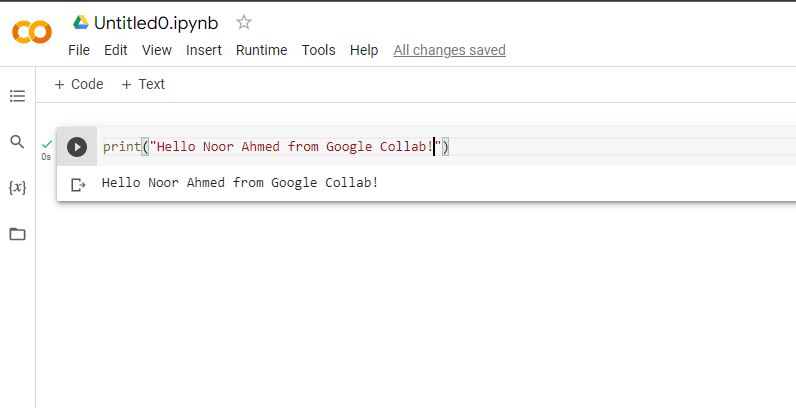 Untitled0.ipynb
File Edit View Insert Runtime Tools Help All changes saved
+ Code + Text
{x}
0s
print("Hello Noor Ahmed from Google Collab!")
Hello Noor Ahmed from Google Collab!